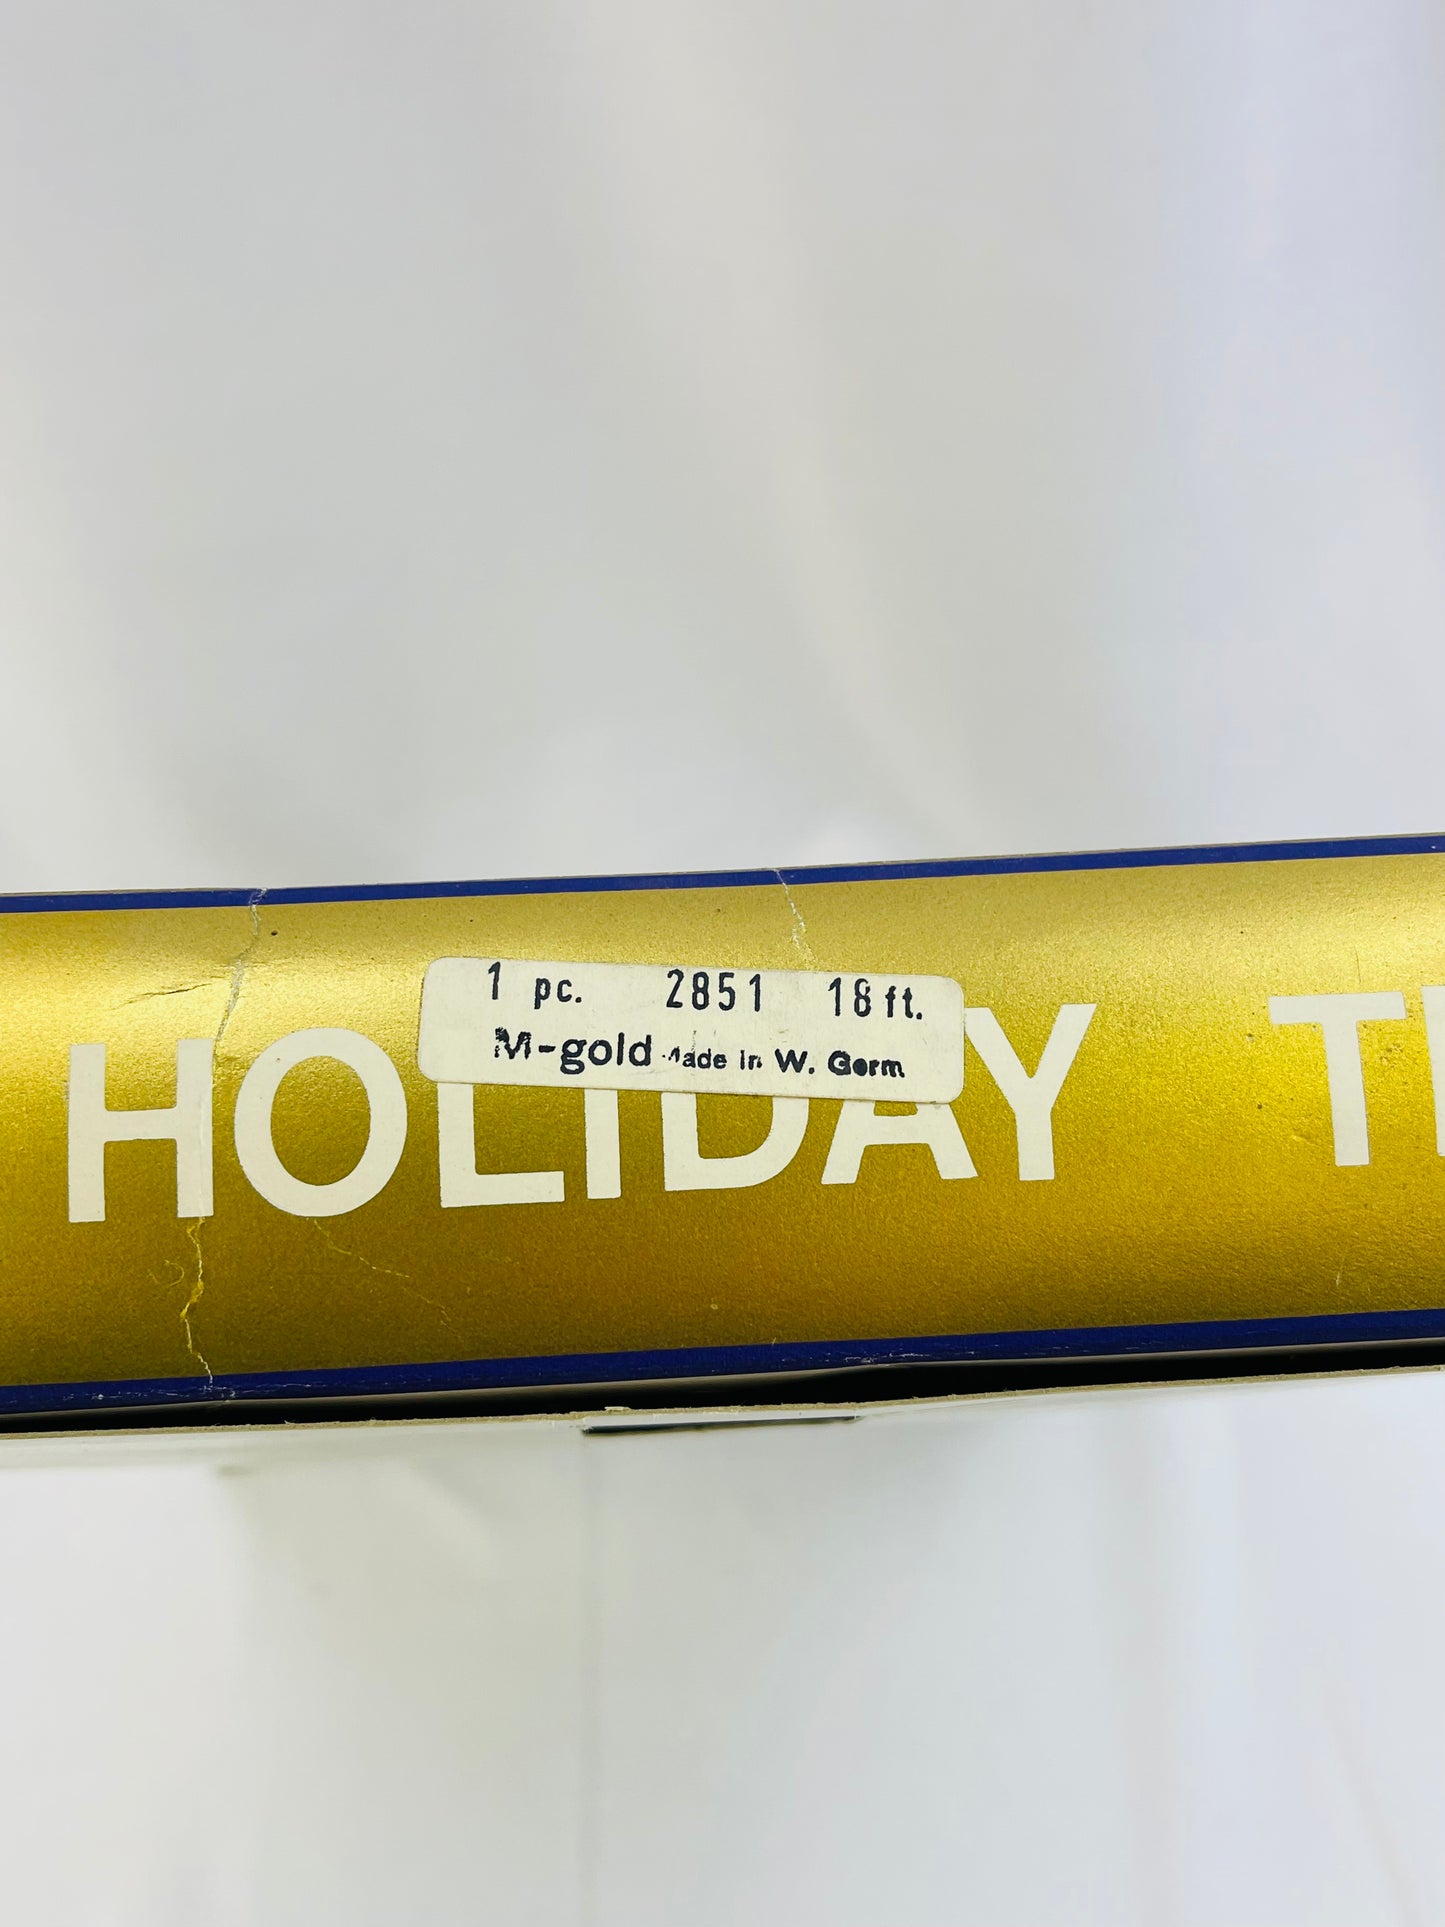 1 pc. 2851 18 ft.
M-gold Made in W. Germ
HOLIDAY